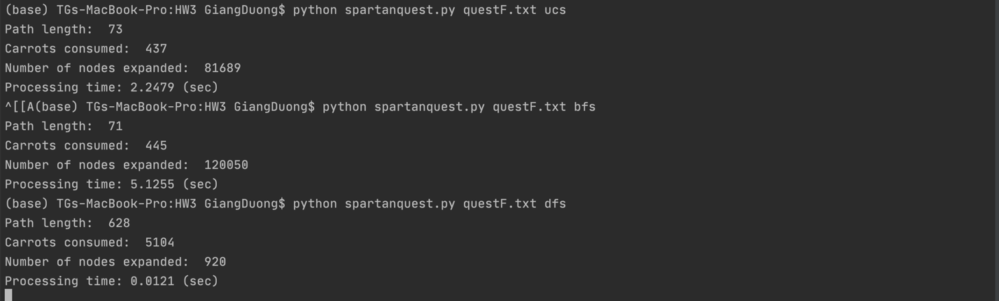 (base) TGs-MacBook-Pro:HW3 GiangDuong$ python spartanquest.py questF.txt ucs
Path length:  73
Carrots consumed:  437
Number of nodes expanded:  81689
Processing time: 2.2479 (sec)
^[[A(base) TGs-MacBook-Pro:HW3 GiangDuong$ python spartanquest.py questF.txt bfs
Path length:  71
Carrots consumed:  445
Number of nodes expanded:  120050
Processing time: 5.1255 (sec)
(base) TGs-MacBook-Pro:HW3 GiangDuong$ python spartanquest.py questF.txt dfs
Path length:  628
Carrots consumed:  5104
Number of nodes expanded:  920
Processing time: 0.0121 (sec)